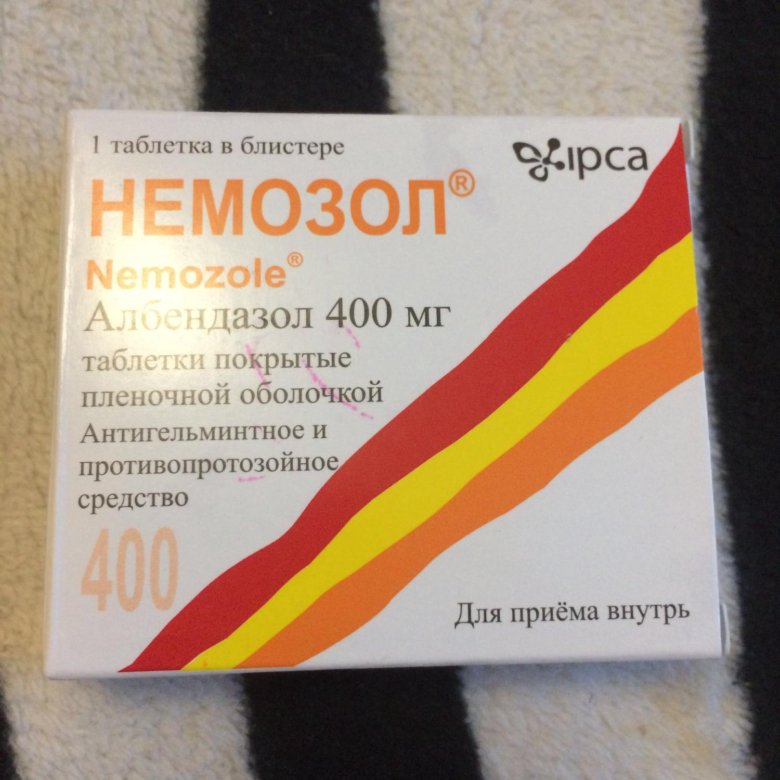 1 таблетка в блистере
ipca
НЕМОЗОЛ®
Nemozole®
Албендазол 400 мг
таблетки покрытые
пленочной оболочкой
Антигельминтное и
противопротозойное
средство
400
Для приёма внутрь